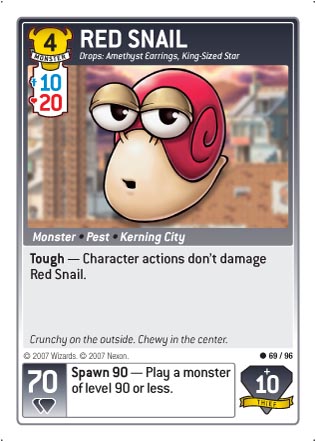 4
MONSTER
RED SNAIL
Drops: Amethyst Earrings, King-Sized Star
10
20
Monster • Pest • Kerning City
Tough — Character actions don't damage
Red Snail.
Crunchy on the outside. Chewy in the center.
© 2007 Wizards. © 2007 Nexon.
● 69 / 96
70
Spawn 90 — Play a monster
of level 90 or less.
+
10
THIEF